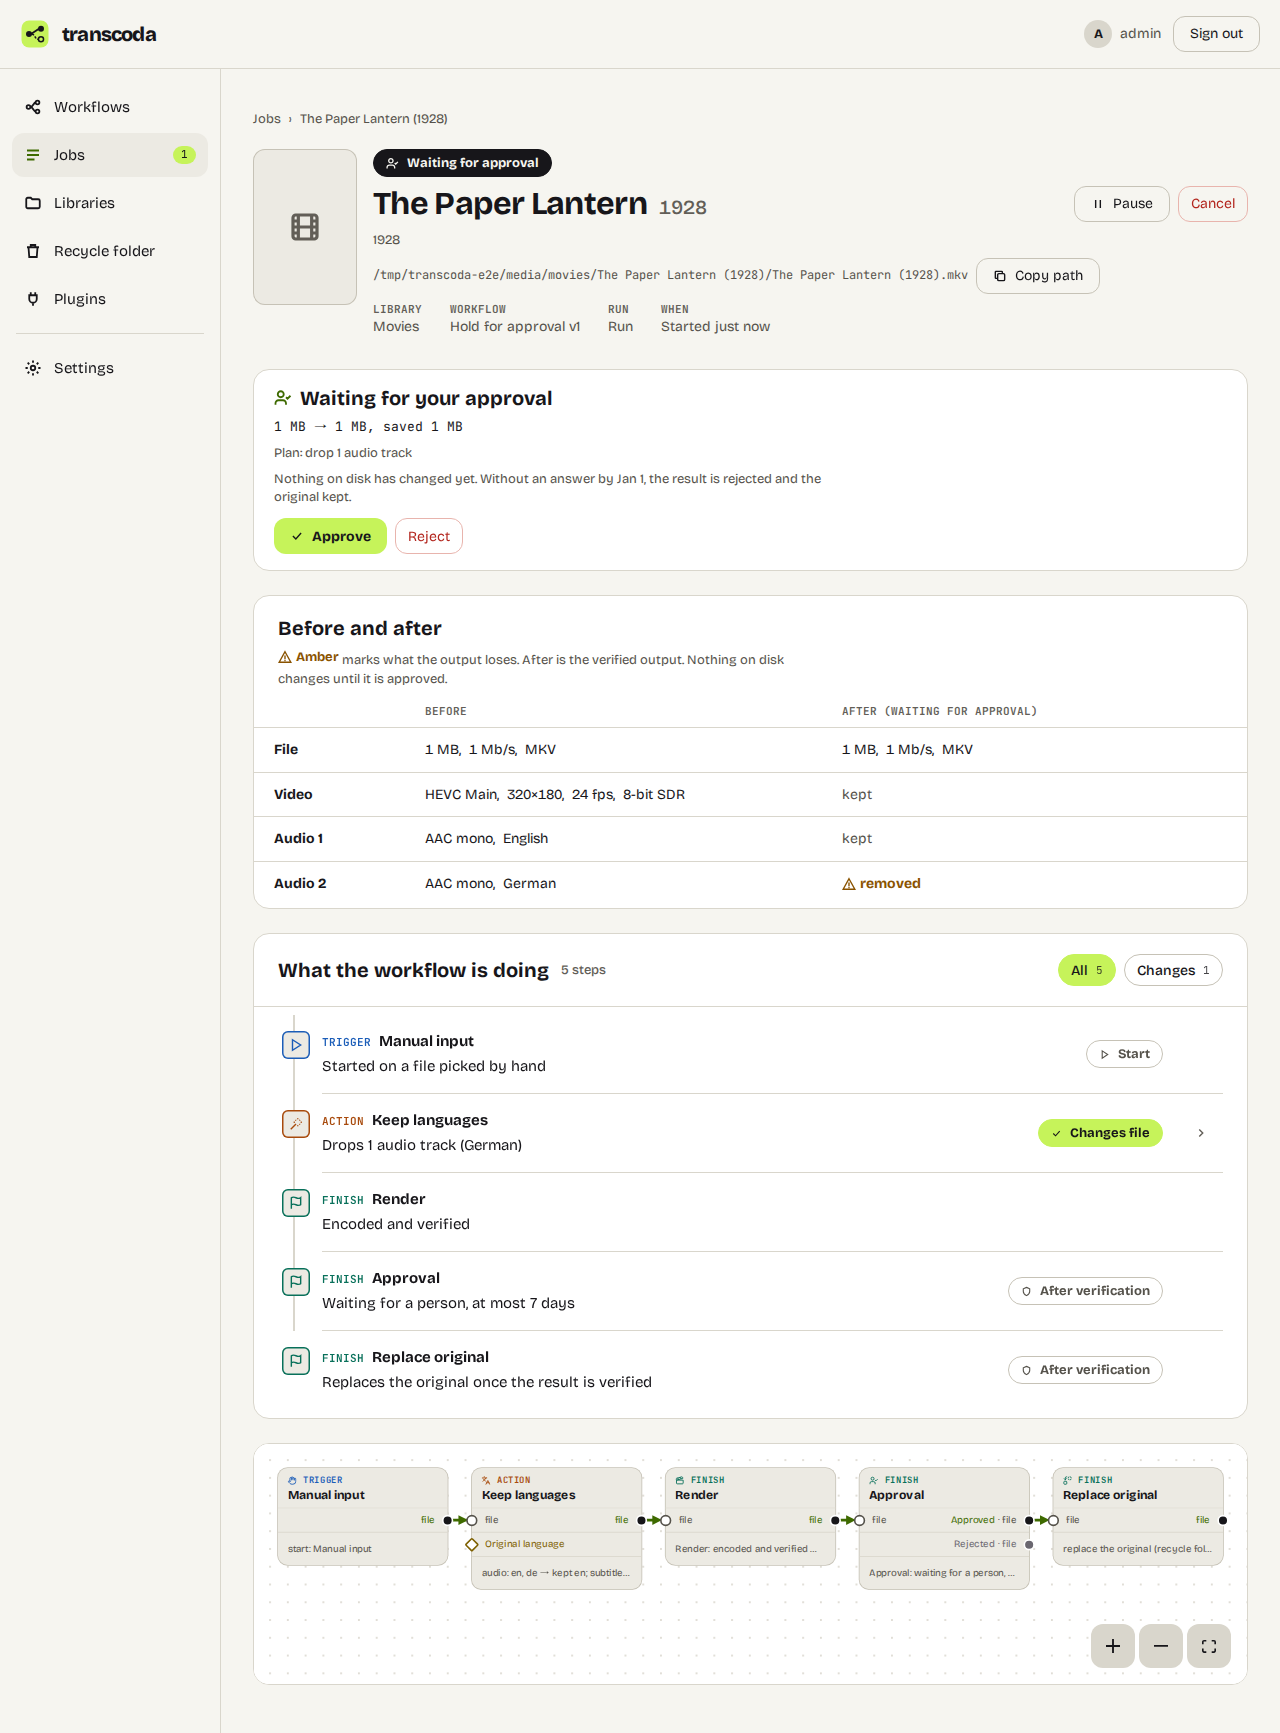 transcoda
A admin Sign out
Workflows
Jobs 1
Libraries
Recycle folder
Plugins
Settings
Jobs › The Paper Lantern (1928)
Waiting for approval
The Paper Lantern 1928
Pause Cancel
1928
/tmp/transcoda-e2e/media/movies/The Paper Lantern (1928)/The Paper Lantern (1928).mkv Copy path
LIBRARY WORKFLOW RUN WHEN
Movies Hold for approval v1 Run Started just now
Waiting for your approval
1 MB → 1 MB, saved 1 MB
Plan: drop 1 audio track
Nothing on disk has changed yet. Without an answer by Jan 1, the result is rejected and the
original kept.
Approve Reject
Before and after
Amber marks what the output loses. After is the verified output. Nothing on disk
changes until it is approved.
BEFORE AFTER (WAITING FOR APPROVAL)
File 1 MB, 1 Mb/s, MKV 1 MB, 1 Mb/s, MKV
Video HEVC Main, 320×180, 24 fps, 8-bit SDR kept
Audio 1 AAC mono, English kept
Audio 2 AAC mono, German removed
What the workflow is doing 5 steps All 5 Changes 1
TRIGGER Manual input
Started on a file picked by hand
Start
ACTION Keep languages
Drops 1 audio track (German)
Changes file
FINISH Render
Encoded and verified
FINISH Approval
Waiting for a person, at most 7 days
After verification
FINISH Replace original
Replaces the original once the result is verified
After verification
TRIGGER ACTION FINISH FINISH FINISH
Manual input Keep languages Render Approval Replace original
file file file file file file Approved · file file file
Original language Rejected · file
start: Manual input Render: encoded and verified ... replace the original (recycle fol...
audio: en, de → kept en; subtitle... Approval: waiting for a person, ...